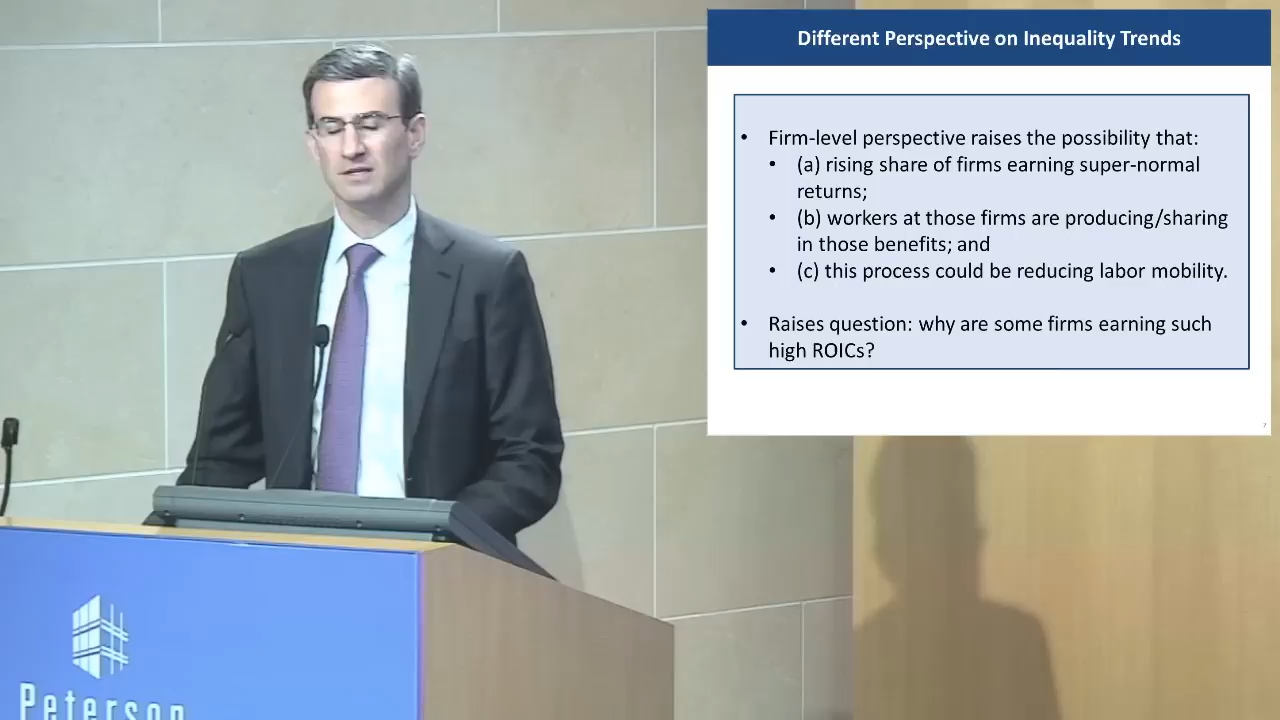 Different Perspective on Inequality Trends
• Firm-level perspective raises the possibility that:
• (a) rising share of firms earning super-normal
returns;
• (b) workers at those firms are producing/sharing
in those benefits; and
• (c) this process could be reducing labor mobility.
• Raises question: why are some firms earning such
high ROICs?
7
Peterson